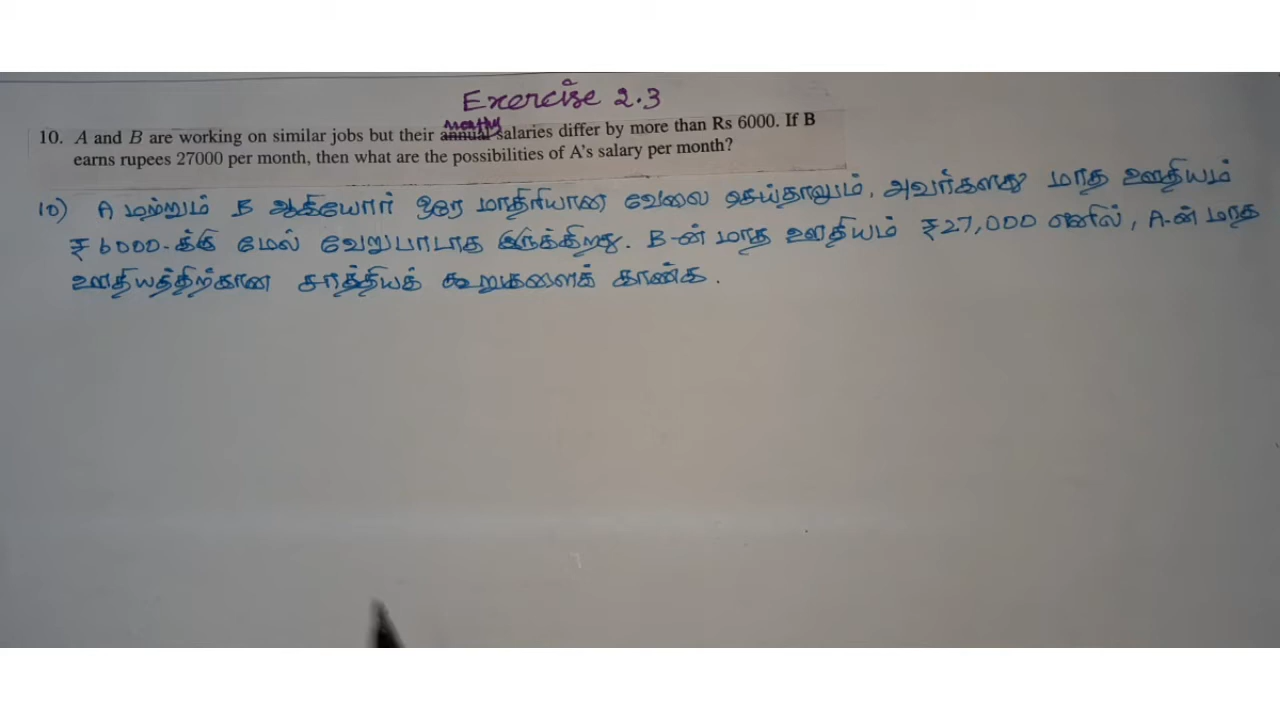 Exercise 2.3
monthly
10. A and B are working on similar jobs but their annual salaries differ by more than Rs 6000. If B
earns rupees 27000 per month, then what are the possibilities of A's salary per month?
10) A மற்றும் B ஆகியோர் ஒரே மாதிரியான வேலை செய்தாலும், அவர்களது மாத ஊதியம்
₹6000-க்கு மேல் வேறுபாடாக இருக்கிறது. B-ன் மாத ஊதியம் ₹27,000 எனில், A-ன் மாத
ஊதியத்திற்கான சாத்தியக் கூறுகளைக் காண்க.